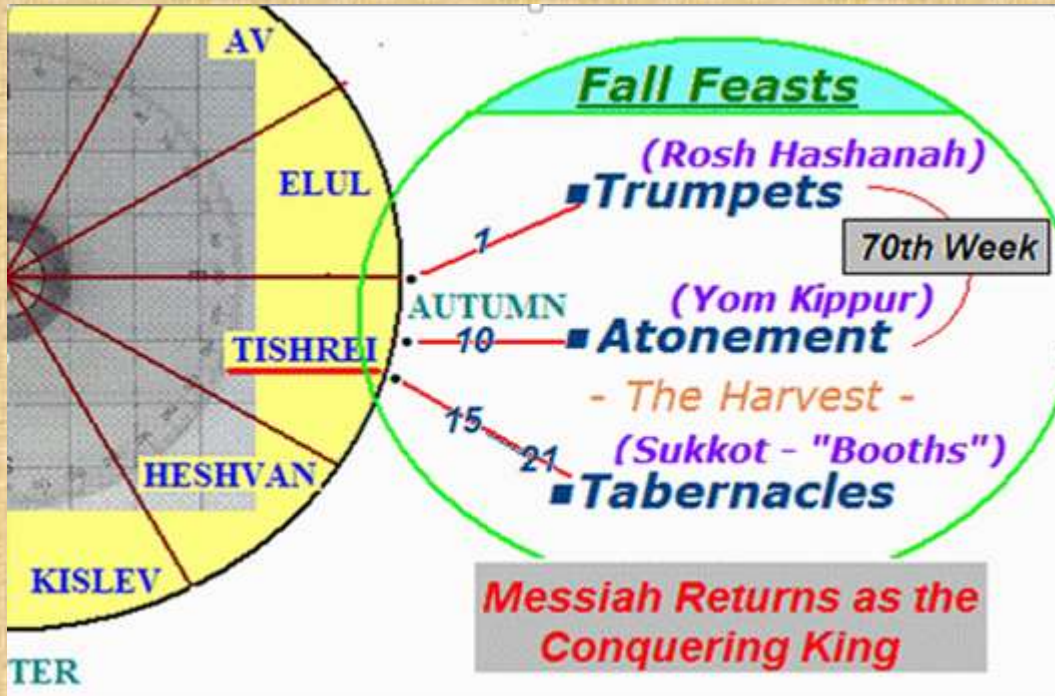 AV
ELUL
TISHREI
HESHVAN
KISLEV
TER
AUTUMN
Fall Feasts
(Rosh Hashanah)
1
▪Trumpets
70th Week
(Yom Kippur)
10
▪Atonement
- The Harvest -
15
21
(Sukkot - "Booths")
▪Tabernacles
Messiah Returns as the
Conquering King